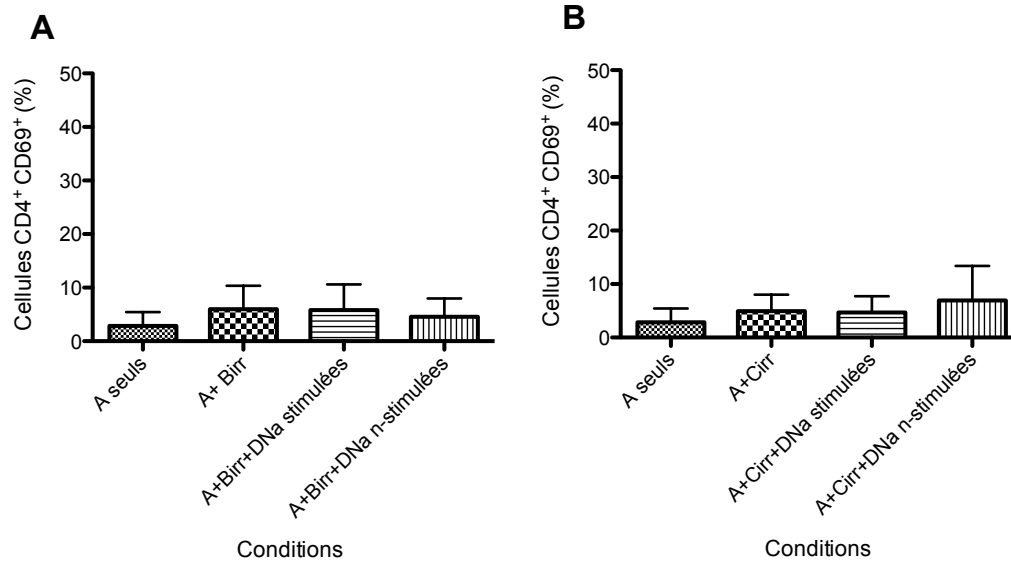 A
Cellules CD4⁺ CD69⁺ (%)
50
40
30
20
10
0
A seuls
A+ Birr
A+Birr+DNa stimulées
A+Birr+DNa n-stimulées
Conditions
B
Cellules CD4⁺ CD69⁺ (%)
50
40
30
20
10
0
A seuls
A+Cirr
A+Cirr+DNa stimulées
A+Cirr+DNa n-stimulées
Conditions